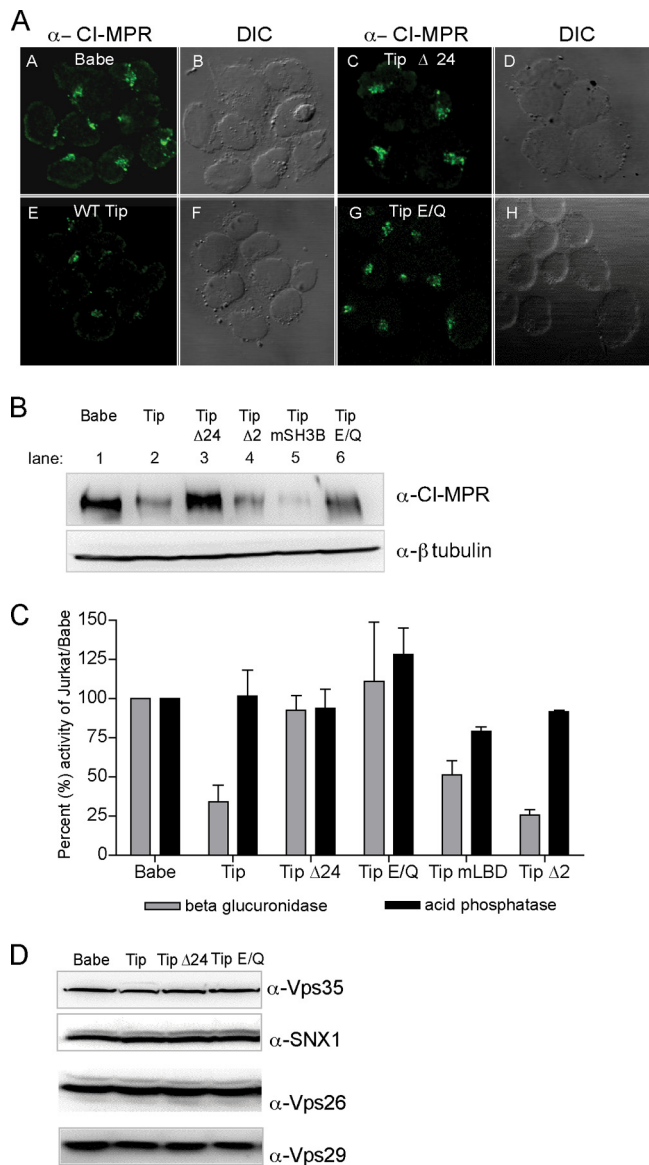 A
α– CI-MPR DIC α– CI-MPR DIC
A Babe B C Tip Δ 24 D
E WT Tip F G Tip E/Q H
B
Babe Tip Tip Δ24 Tip Δ2 Tip mSH3B Tip E/Q
lane: 1 2 3 4 5 6
α-CI-MPR
α-β tubulin
C
Percent (%) activity of Jurkat/Babe
150
125
100
75
50
25
0
Babe Tip Tip Δ24 Tip E/Q Tip mLBD Tip Δ2
beta glucuronidase acid phosphatase
D
Babe Tip Tip Δ24 Tip E/Q
α-Vps35
α-SNX1
α-Vps26
α-Vps29